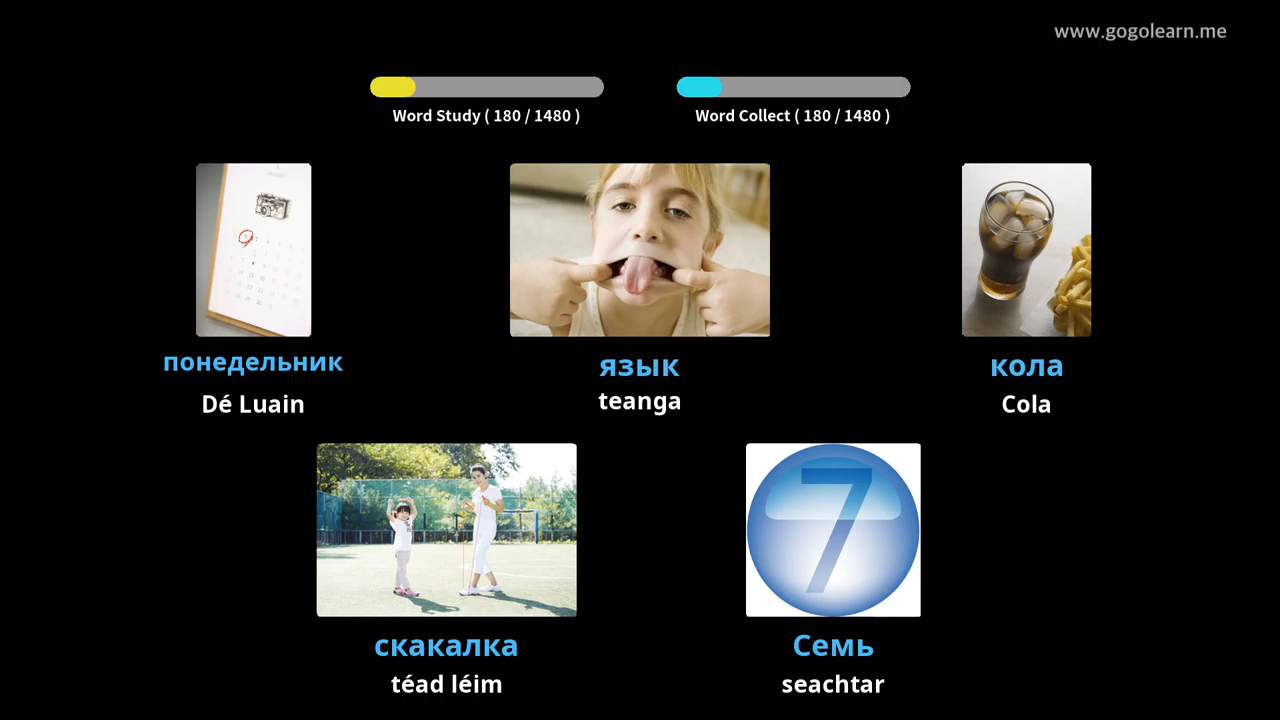 www.gogolearn.me
Word Study ( 180 / 1480 )
Word Collect ( 180 / 1480 )
понедельник
Dé Luain
язык
teanga
кола
Cola
скакалка
téad léim
7
Семь
seachtar